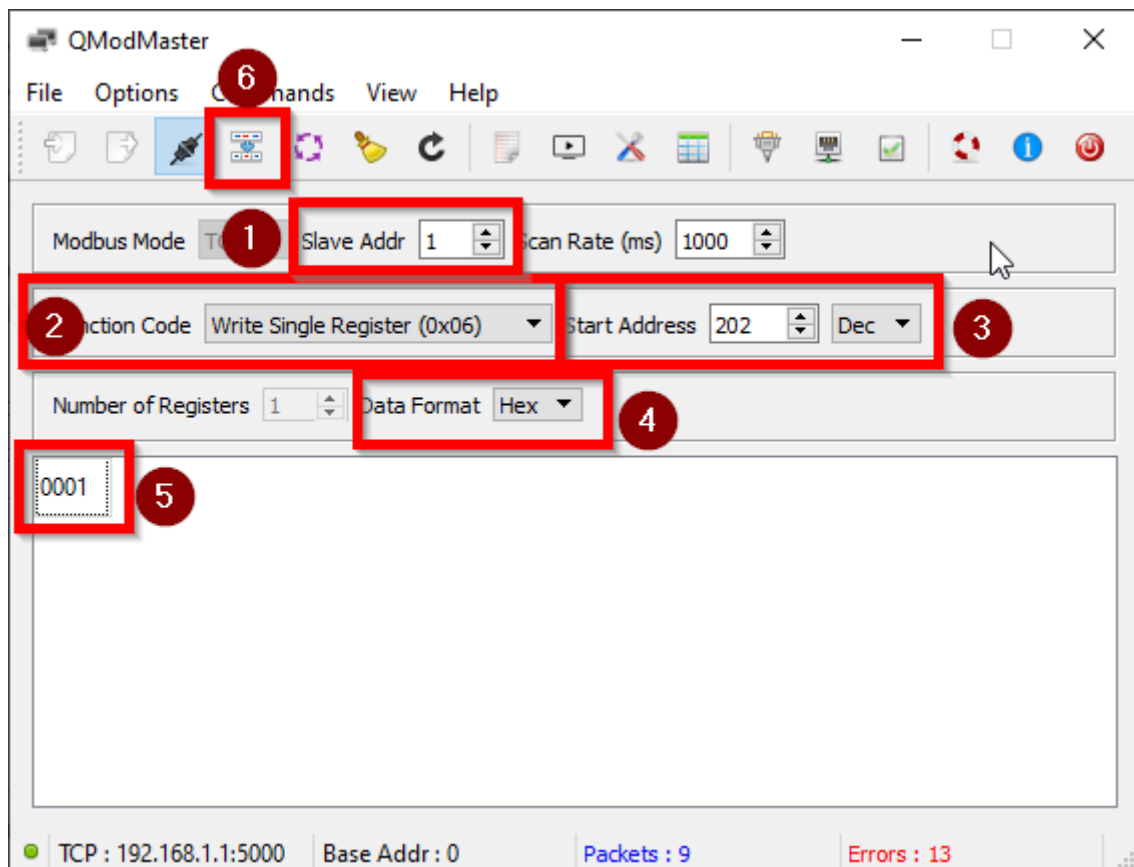 QModMaster
File Options C mands View Help
6
Modbus Mode T 1 Slave Addr 1 Scan Rate (ms) 1000
2 nction Code Write Single Register (0x06) Start Address 202 Dec 3
Number of Registers 1 Data Format Hex 4
0001 5
TCP : 192.168.1.1:5000 Base Addr : 0 Packets : 9 Errors : 13